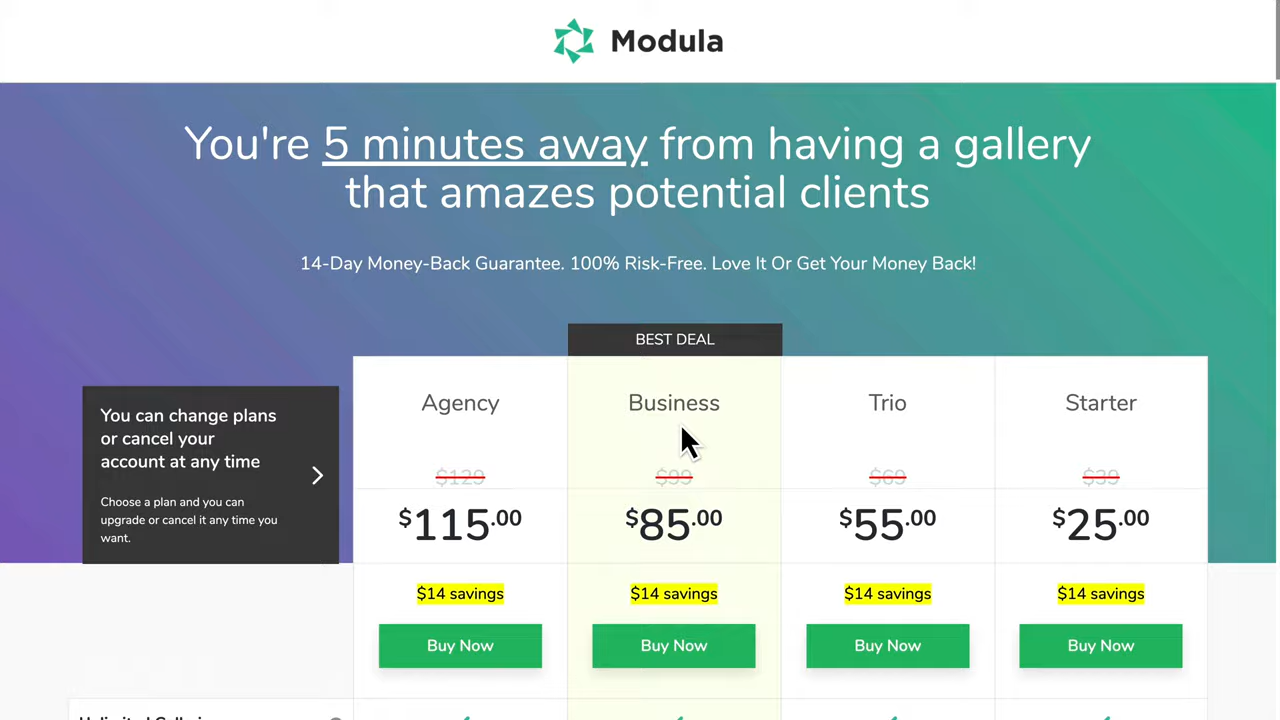 Modula
You're 5 minutes away from having a gallery
that amazes potential clients
14-Day Money-Back Guarantee. 100% Risk-Free. Love It Or Get Your Money Back!
BEST DEAL
You can change plans
or cancel your
account at any time
Choose a plan and you can
upgrade or cancel it any time you
want.
Agency
$129
$115.00
$14 savings
Buy Now
Business
$99
$85.00
$14 savings
Buy Now
Trio
$69
$55.00
$14 savings
Buy Now
Starter
$39
$25.00
$14 savings
Buy Now